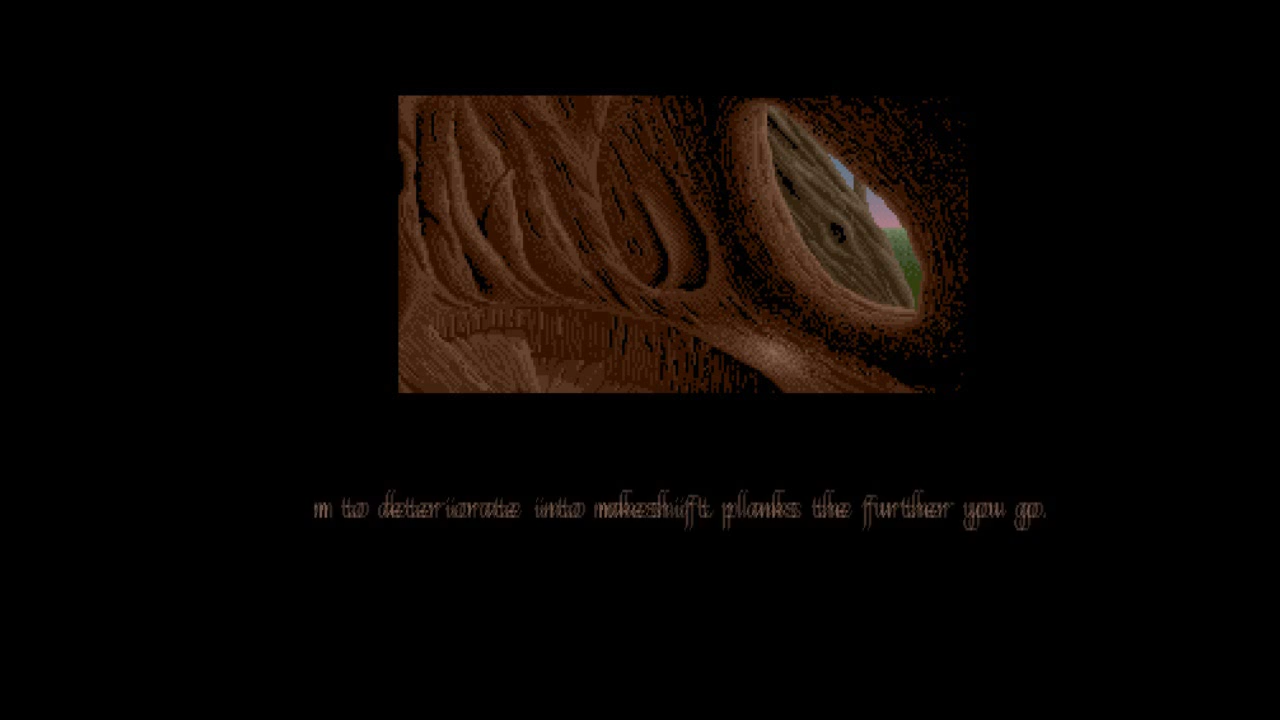 m to deteriorate into makeshift planks the further you go.